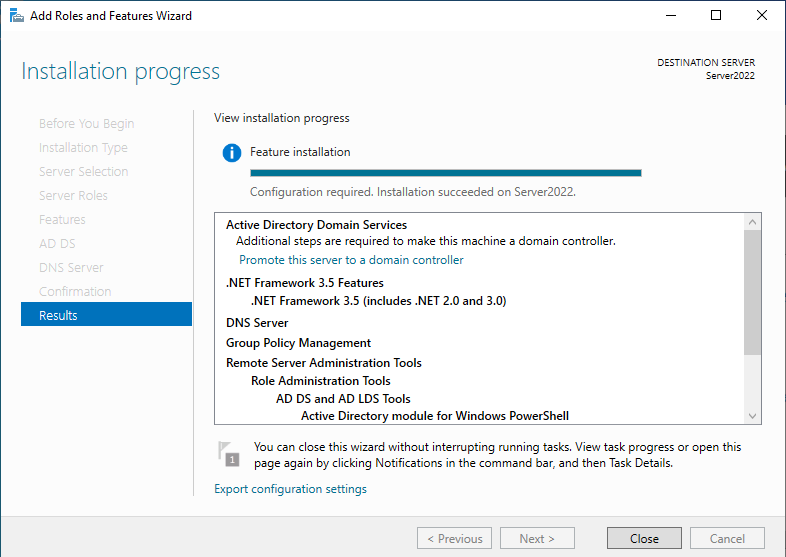 Add Roles and Features Wizard
Installation progress
DESTINATION SERVER
Server2022
Before You Begin
Installation Type
Server Selection
Server Roles
Features
AD DS
DNS Server
Confirmation
Results
View installation progress
Feature installation
Configuration required. Installation succeeded on Server2022.
Active Directory Domain Services
Additional steps are required to make this machine a domain controller.
Promote this server to a domain controller
.NET Framework 3.5 Features
.NET Framework 3.5 (includes .NET 2.0 and 3.0)
DNS Server
Group Policy Management
Remote Server Administration Tools
Role Administration Tools
AD DS and AD LDS Tools
Active Directory module for Windows PowerShell
1
You can close this wizard without interrupting running tasks. View task progress or open this
page again by clicking Notifications in the command bar, and then Task Details.
Export configuration settings
< Previous
Next >
Close
Cancel